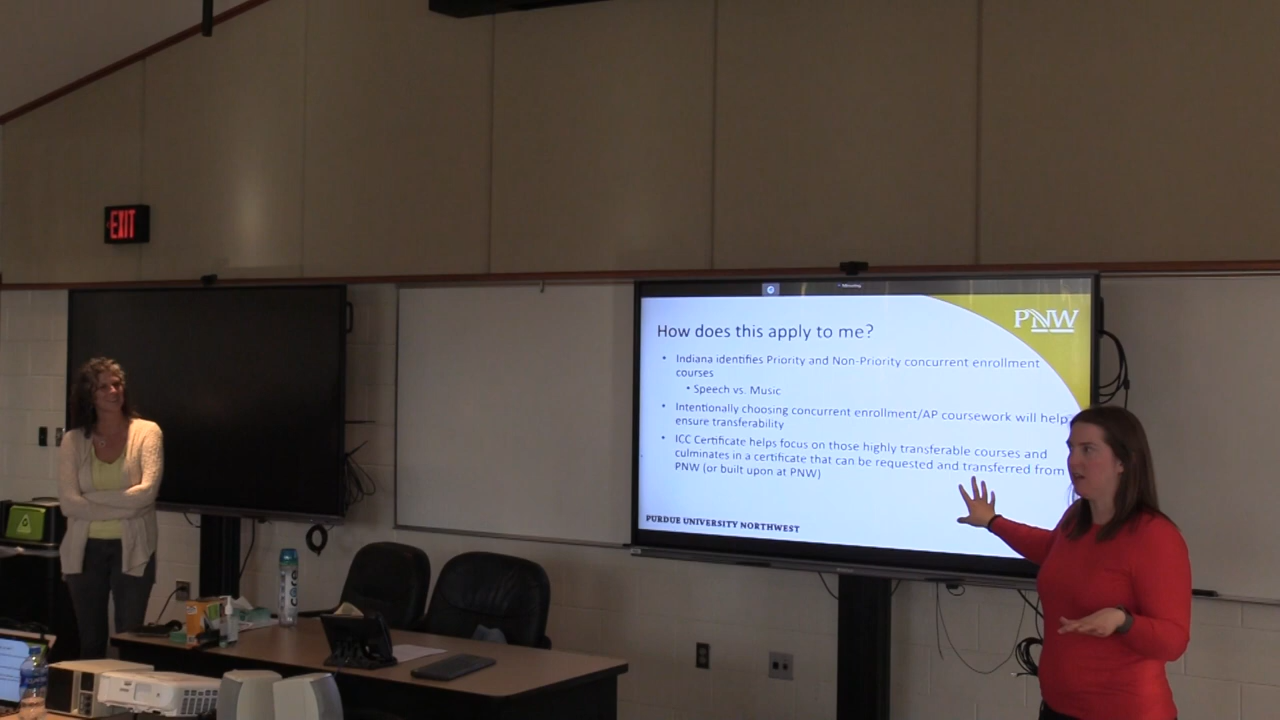 EXIT
PNW
How does this apply to me?
• Indiana identifies Priority and Non-Priority concurrent enrollment
courses
• Speech vs. Music
• Intentionally choosing concurrent enrollment/AP coursework will help
ensure transferability
• ICC Certificate helps focus on those highly transferable courses and
culminates in a certificate that can be requested and transferred from
PNW (or built upon at PNW)
PURDUE UNIVERSITY NORTHWEST
core